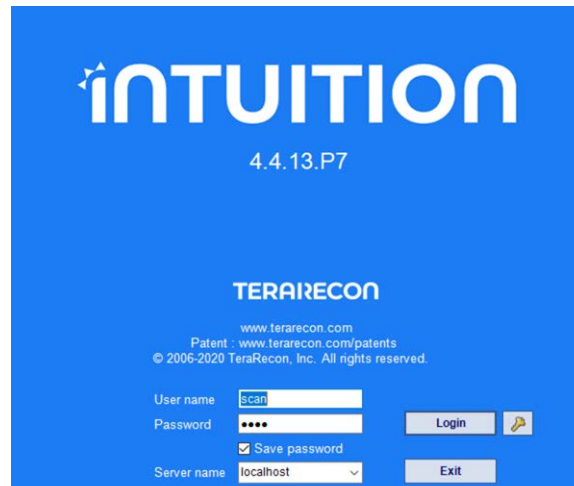 INTUITION
4.4.13.P7
TERARECON
www.terarecon.com
Patent : www.terarecon.com/patents
© 2006-2020 TeraRecon, Inc. All rights reserved.
User name scan
Password ●●●● Login
Save password
Server name localhost Exit